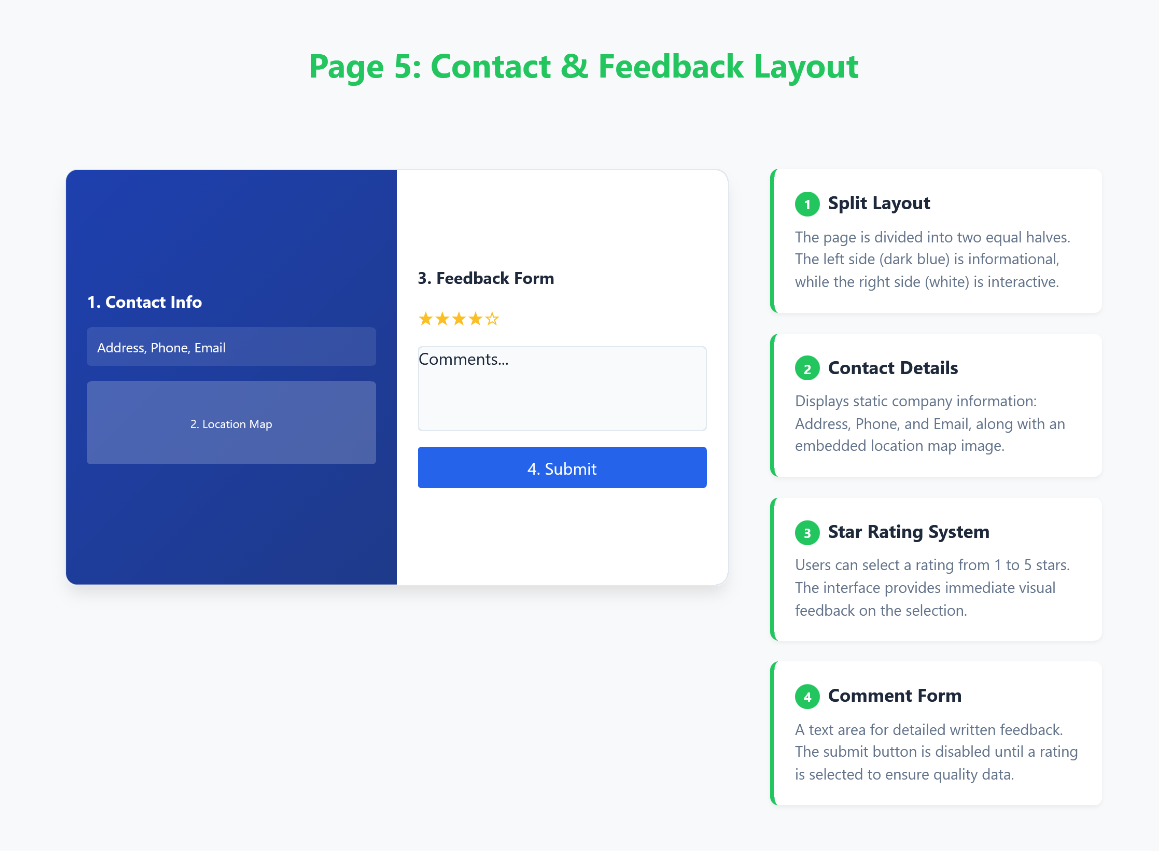 Page 5: Contact & Feedback Layout
1. Contact Info
Address, Phone, Email
2. Location Map
3. Feedback Form
★★★★☆
Comments...
4. Submit
1 Split Layout
The page is divided into two equal halves.
The left side (dark blue) is informational,
while the right side (white) is interactive.
2 Contact Details
Displays static company information:
Address, Phone, and Email, along with an
embedded location map image.
3 Star Rating System
Users can select a rating from 1 to 5 stars.
The interface provides immediate visual
feedback on the selection.
4 Comment Form
A text area for detailed written feedback.
The submit button is disabled until a rating
is selected to ensure quality data.